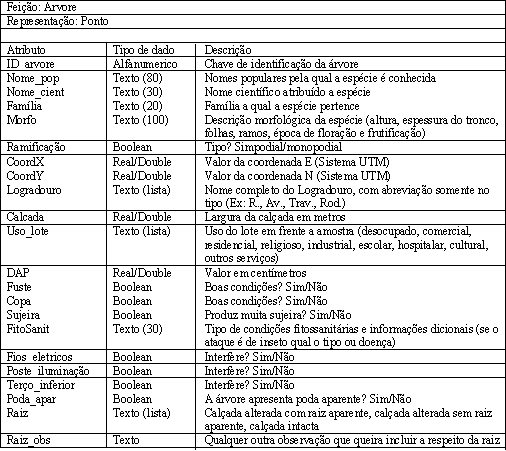 Feição: Arvore
Representação: Ponto
Atributo Tipo de dado Descrição
ID_arvore Alfanumerico Chave de identificação da árvore
Nome_pop Texto (80) Nomes populares pela qual a espécie é conhecida
Nome_cient Texto (30) Nome científico atribuído a espécie
Família Texto (20) Família a qual a espécie pertence
Morfo Texto (100) Descrição morfológica da espécie (altura, espessura do tronco,
folhas, ramos, época de floração e frutificação)
Ramificação Boolean Tipo? Simpodial/monopodial
CoordX Real/Double Valor da coordenada E (Sistema UTM)
CoordY Real/Double Valor da coordenada N (Sistema UTM)
Logradouro Texto (lista) Nome completo do Logradouro, com abreviação somente no
tipo (Ex: R., Av., Trav., Rod.)
Calcada Real/Double Largura da calçada em metros
Uso_lote Texto (lista) Uso do lote em frente a amostra (desocupado, comercial,
residencial, religioso, industrial, escolar, hospitalar, cultural,
outros serviços)
DAP Real/Double Valor em centímetros
Fuste Boolean Boas condições? Sim/Não
Copa Boolean Boas condições? Sim/Não
Sujeira Boolean Produz muita sujeira? Sim/Não
FitoSanit Texto (30) Tipo de condições fitossanitárias e informações dicionais (se o
ataque é de inseto qual o tipo ou doença)
Fios_eletricos Boolean Interfere? Sim/Não
Poste_iluminação Boolean Interfere? Sim/Não
Terço_inferior Boolean Interfere? Sim/Não
Poda_apar Boolean A árvore apresenta poda aparente? Sim/Não
Raiz Texto (lista) Calçada alterada com raiz aparente, calçada alterada sem raiz
aparente, calçada intacta
Raiz_obs Texto Qualquer outra observação que queira incluir a respeito da raiz